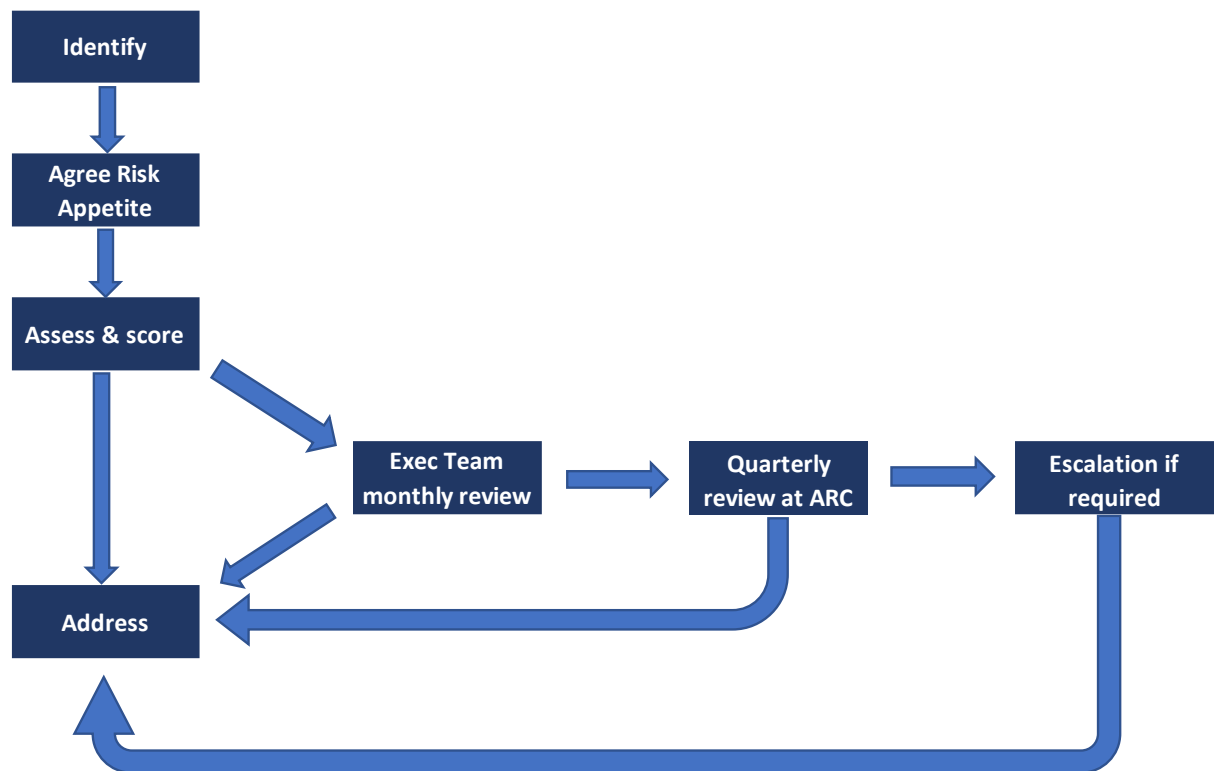 Identify
Agree Risk
Appetite
Assess & score
Exec Team
monthly review
Quarterly
review at ARC
Escalation if
required
Address